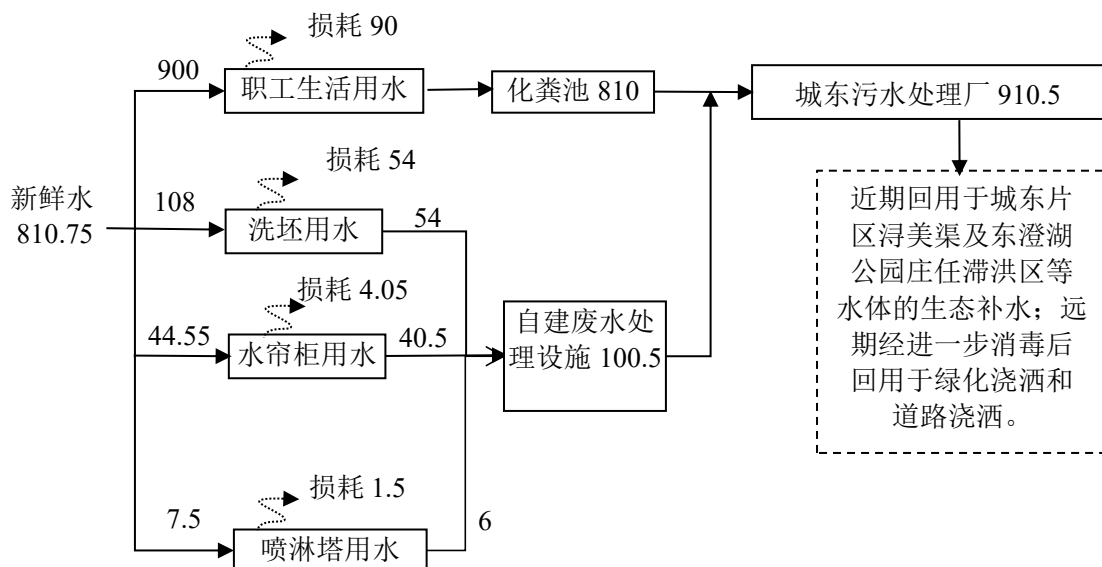 损耗 90
900
职工生活用水
化粪池 810
城东污水处理厂 910.5
损耗 54
新鲜水
810.75
108
洗坯用水
54
损耗 4.05
44.55
水帘柜用水
40.5
自建废水处
理设施 100.5
近期回用于城东片
区浔美渠及东澄湖
公园庄任滞洪区等
水体的生态补水；远
期经进一步消毒后
回用于绿化浇洒和
道路浇洒。
损耗 1.5
7.5
喷淋塔用水
6